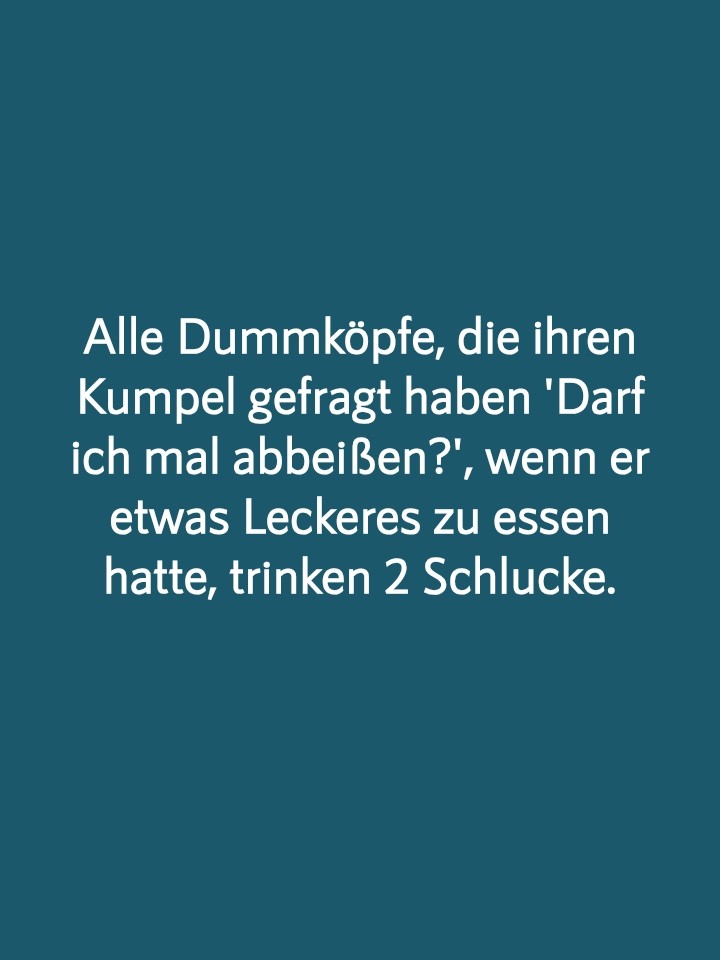 Alle Dummköpfe, die ihren
Kumpel gefragt haben 'Darf
ich mal abbeißen?', wenn er
etwas Leckeres zu essen
hatte, trinken 2 Schlucke.